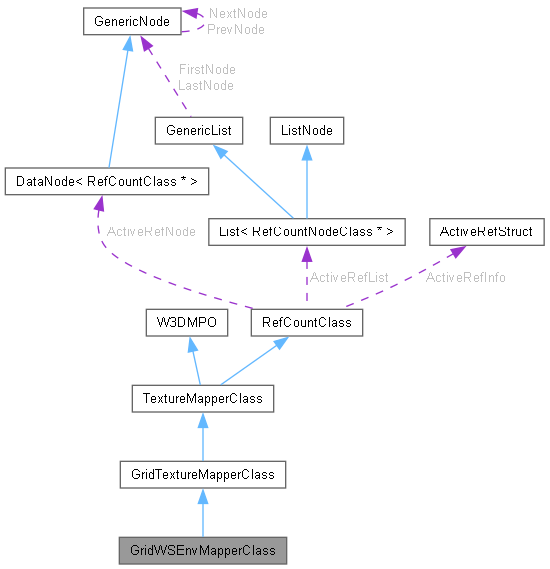 GenericNode
NextNode
PrevNode
FirstNode
LastNode
GenericList
ListNode
DataNode< RefCountClass * >
ActiveRefNode
List< RefCountNodeClass * >
ActiveRefStruct
ActiveRefList
ActiveRefInfo
W3DMPO
RefCountClass
TextureMapperClass
GridTextureMapperClass
GridWSEnvMapperClass